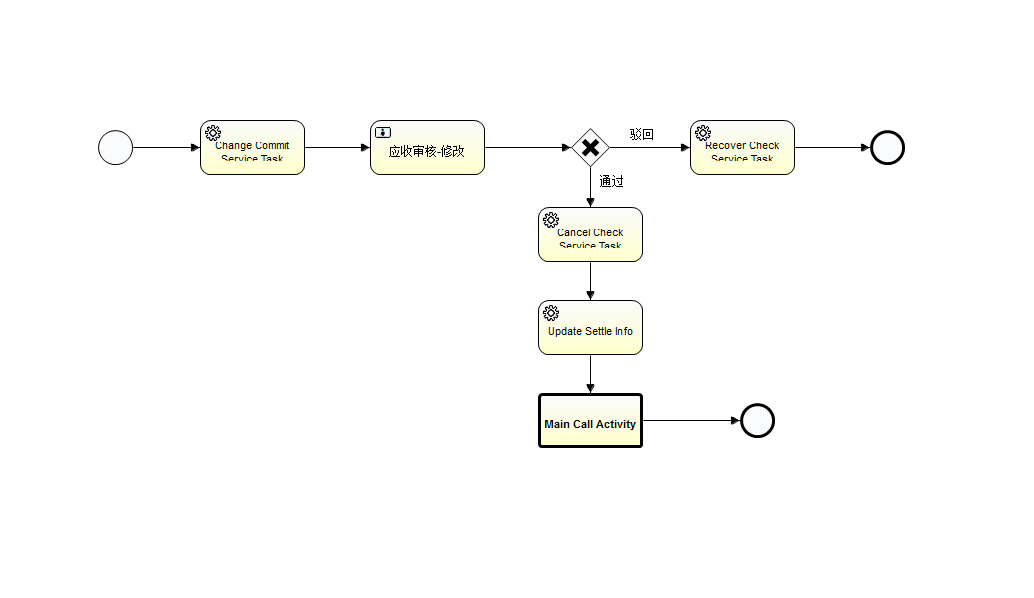 Change Commit
Service Task
应收审核-修改
驳回
Recover Check
Service Task
通过
Cancel Check
Service Task
Update Settle Info
Main Call Activity